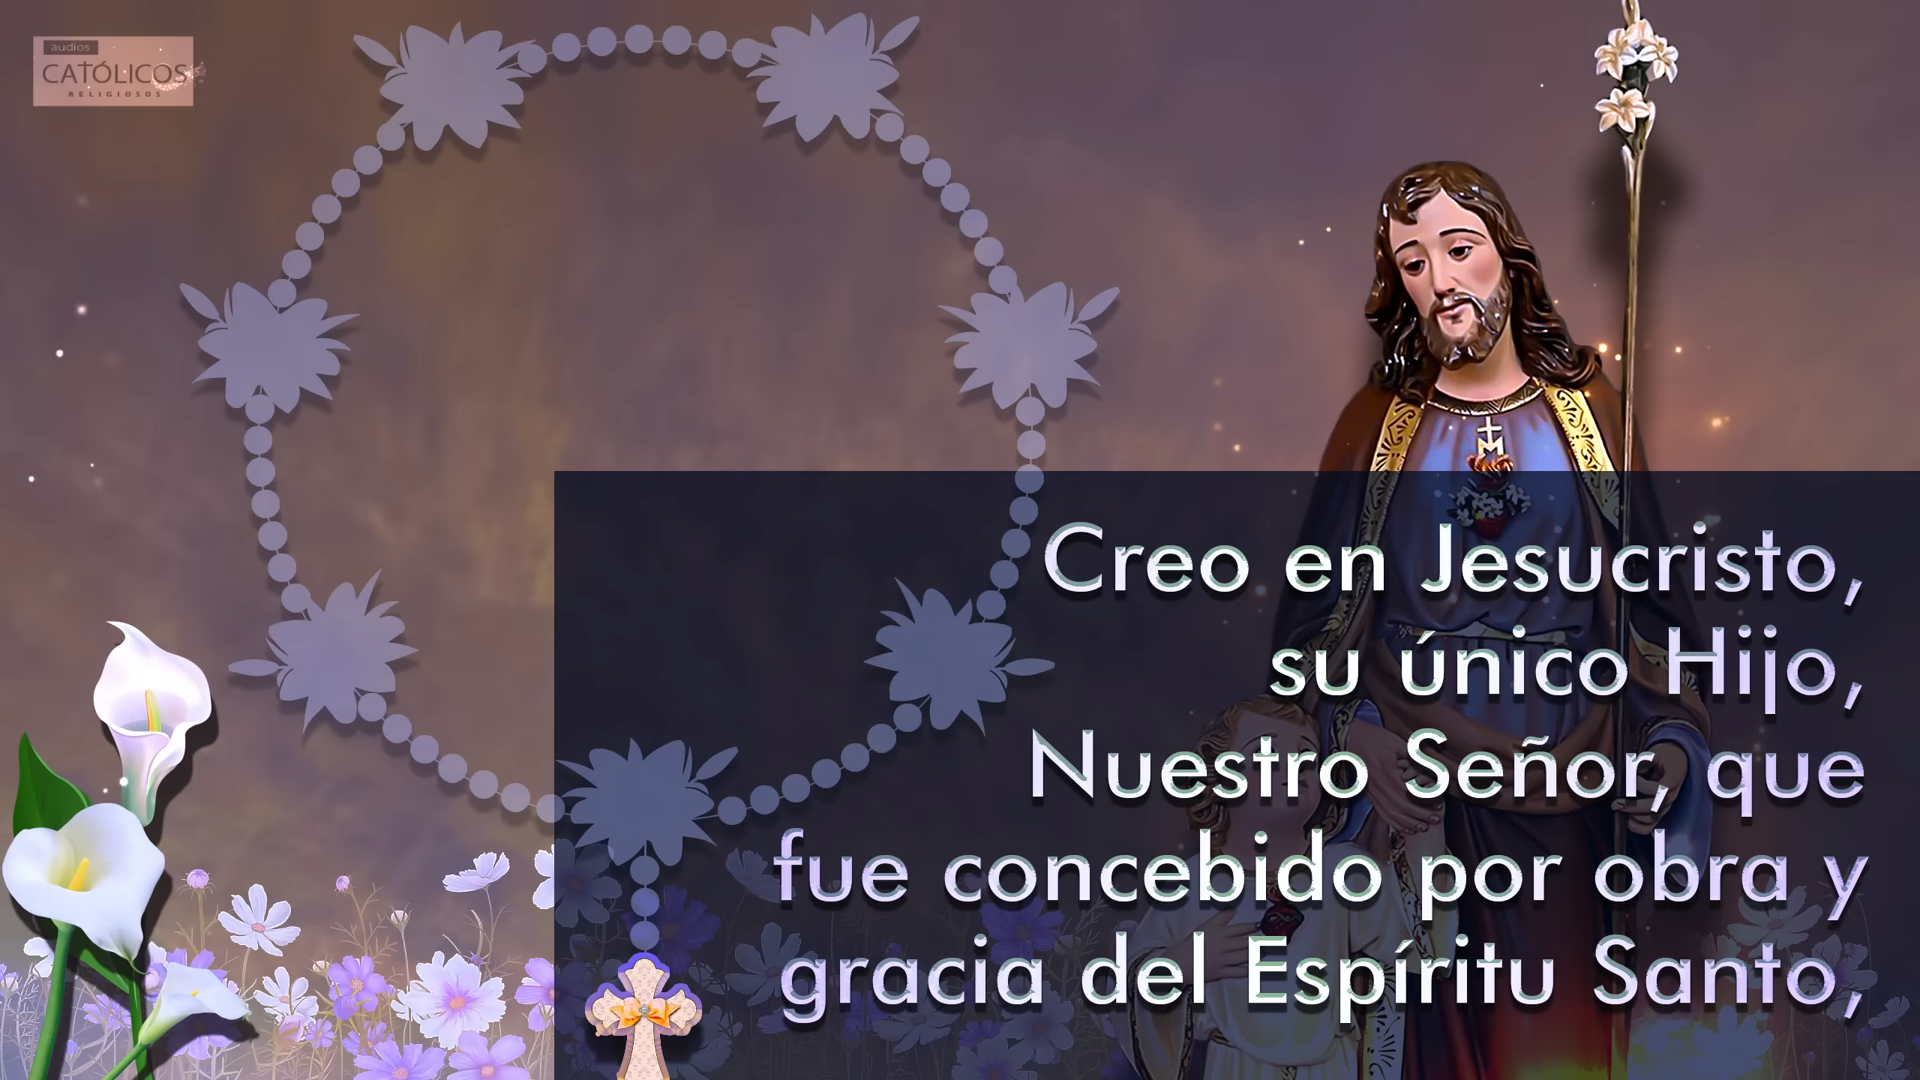 audios
CATÓLICOS
RELIGIOSOS
Creo en Jesucristo,
su único Hijo,
Nuestro Señor, que
fue concebido por obra y
gracia del Espíritu Santo,